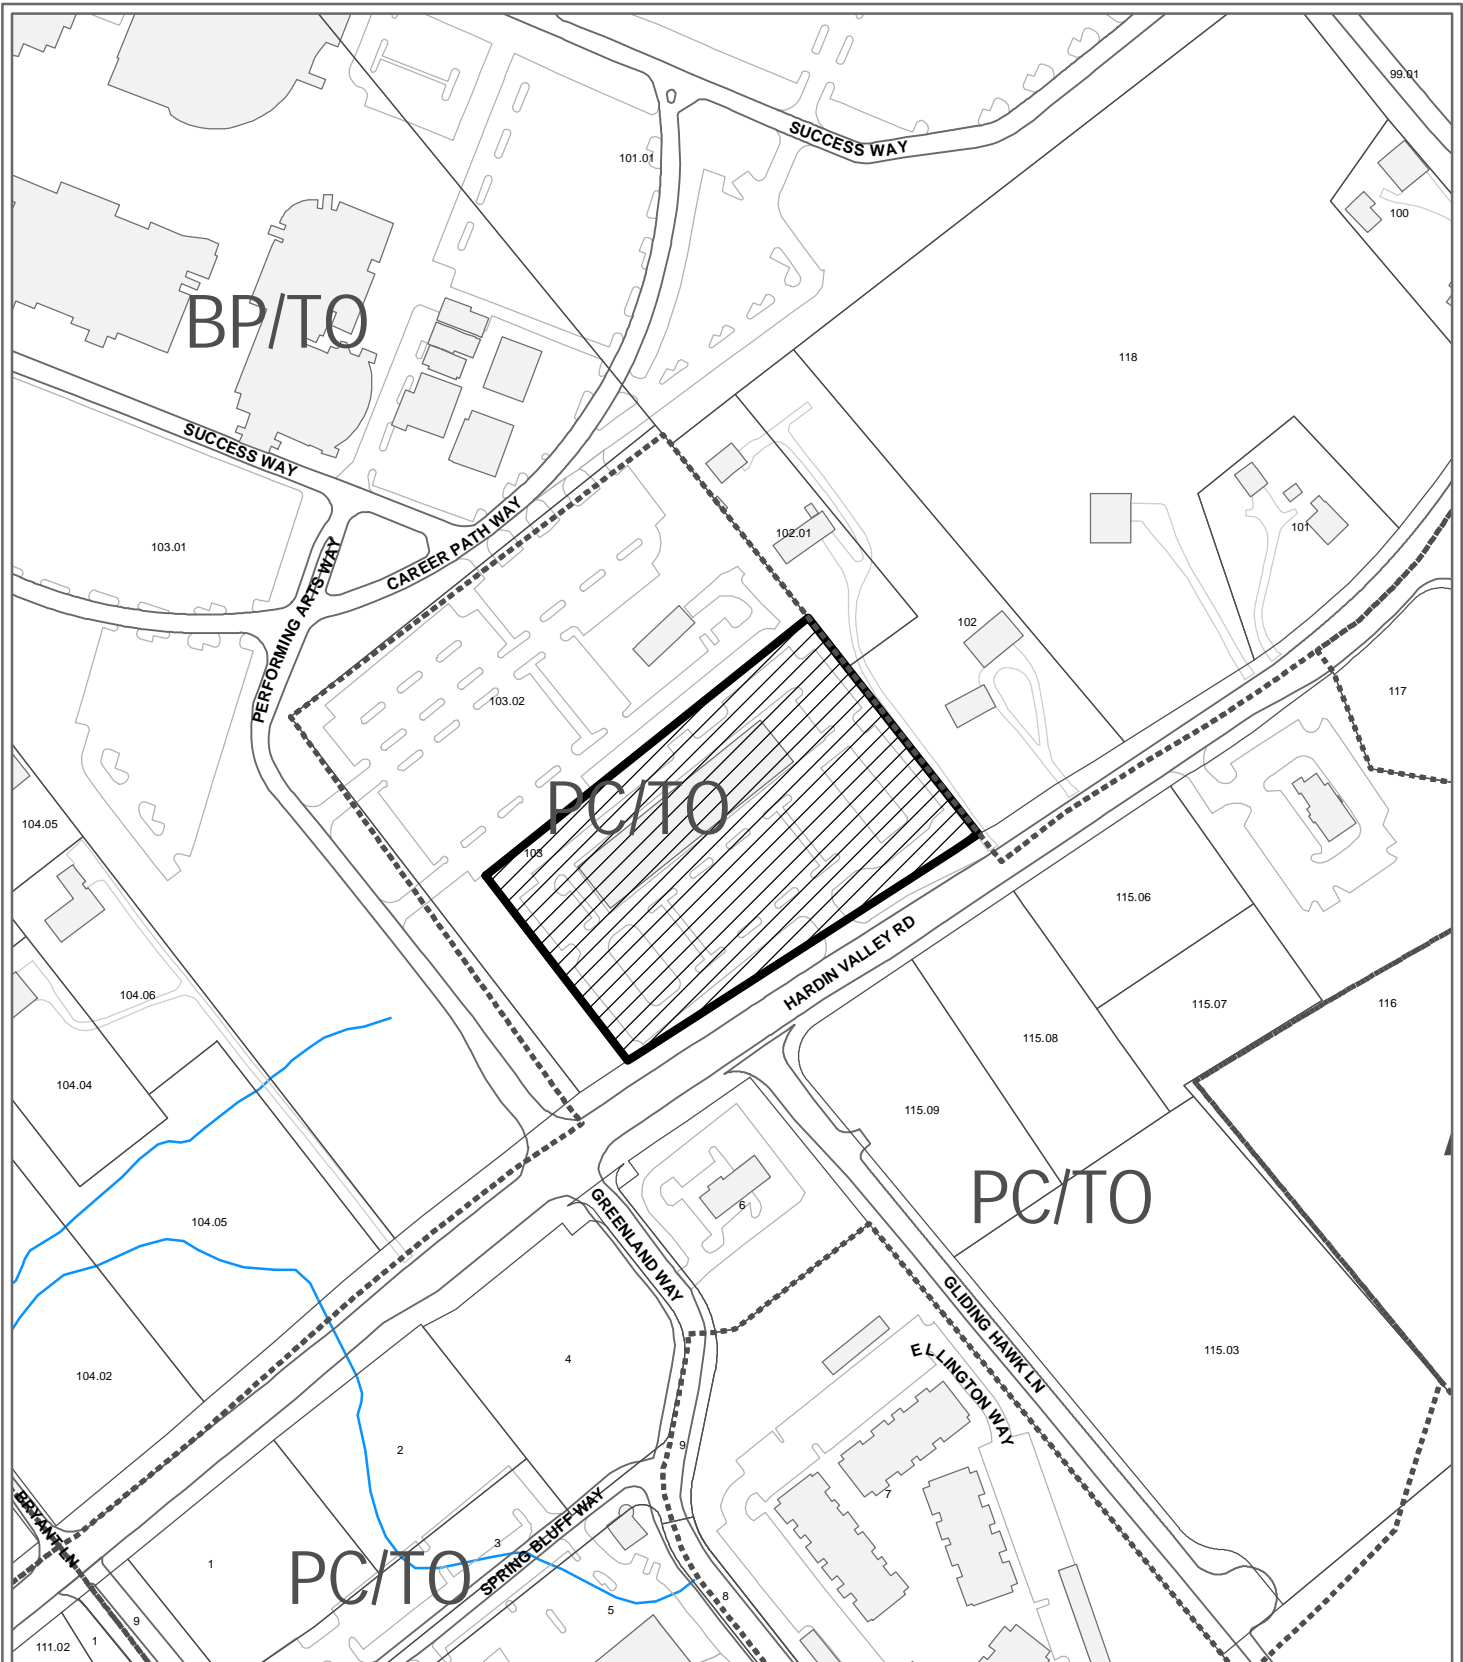 99.01
SUCCESS WAY
101.01
100
BP/TO
118
SUCCESS WAY
CAREER PATH WAY
101
102.01
103.01
PERFORMING ARTS WAY
102
103.02
117
PC/TO
104.05
103
115.06
HARDIN VALLEY RD
104.06
115.07
116
115.08
104.04
115.09
PC/TO
6
GREENLAND WAY
104.05
GLIDING HAWK LN
ELLINGTON WAY
115.03
4
104.02
9
2
7
BRYANT LN
SPRING BLUFF WAY
3
1
PC/TO
8
5
9
1
111.02